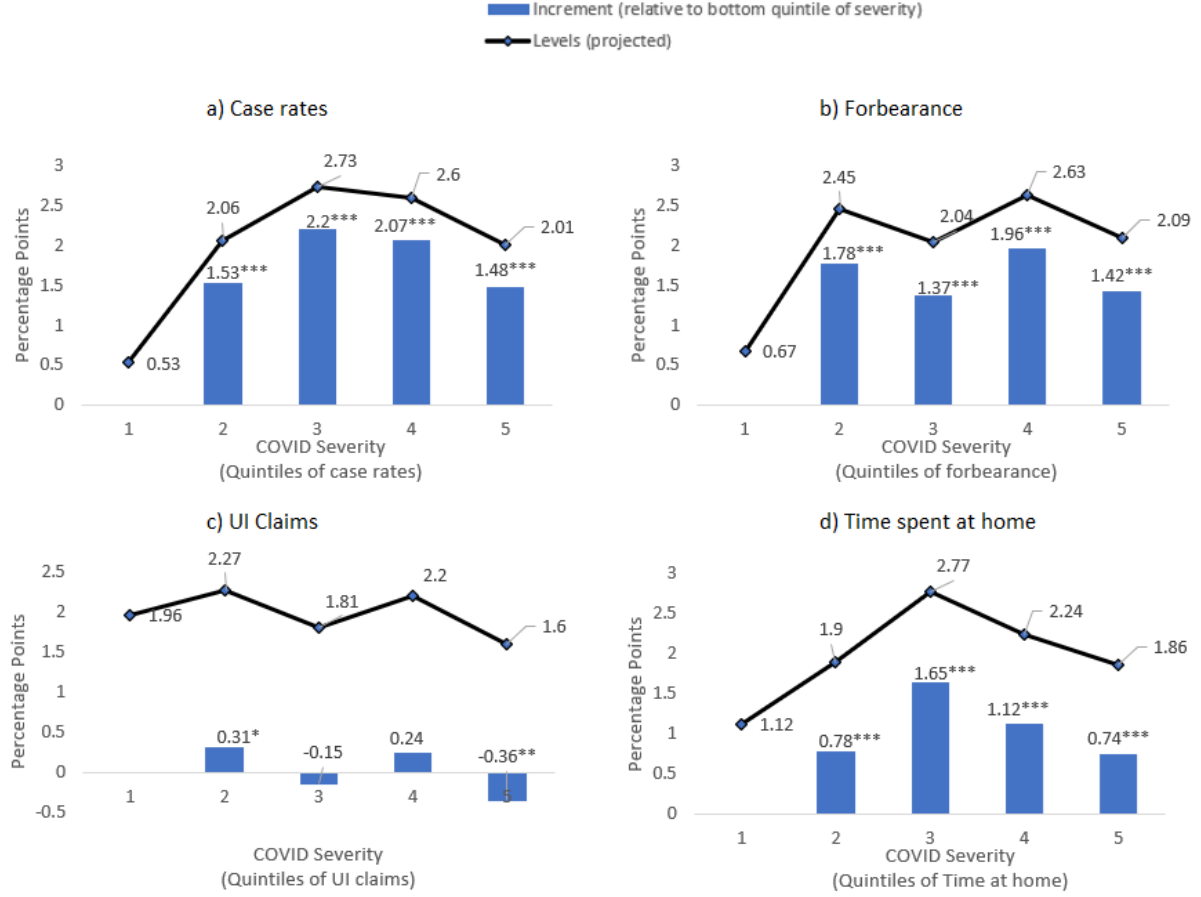 Increment (relative to bottom quintile of severity)
Levels (projected)
a) Case rates
Percentage Points
3
2.5
2
1.5
1
0.5
0
0.53
2.06
2.73
2.6
2.01
1.53***
2.2***
2.07***
1.48***
1 2 3 4 5
COVID Severity
(Quintiles of case rates)
b) Forbearance
Percentage Points
3
2.5
2
1.5
1
0.5
0
0.67
2.45
2.04
2.63
2.09
1.78***
1.37***
1.96***
1.42***
1 2 3 4 5
COVID Severity
(Quintiles of forbearance)
c) UI Claims
Percentage Points
2.5
2
1.5
1
0.5
0
-0.5
1.96
2.27
1.81
2.2
1.6
0.31*
-0.15
0.24
-0.36**
1 2 3 4 5
COVID Severity
(Quintiles of UI claims)
d) Time spent at home
Percentage Points
3
2.5
2
1.5
1
0.5
0
1.12
1.9
2.77
2.24
1.86
0.78***
1.65***
1.12***
0.74***
1 2 3 4 5
COVID Severity
(Quintiles of Time at home)